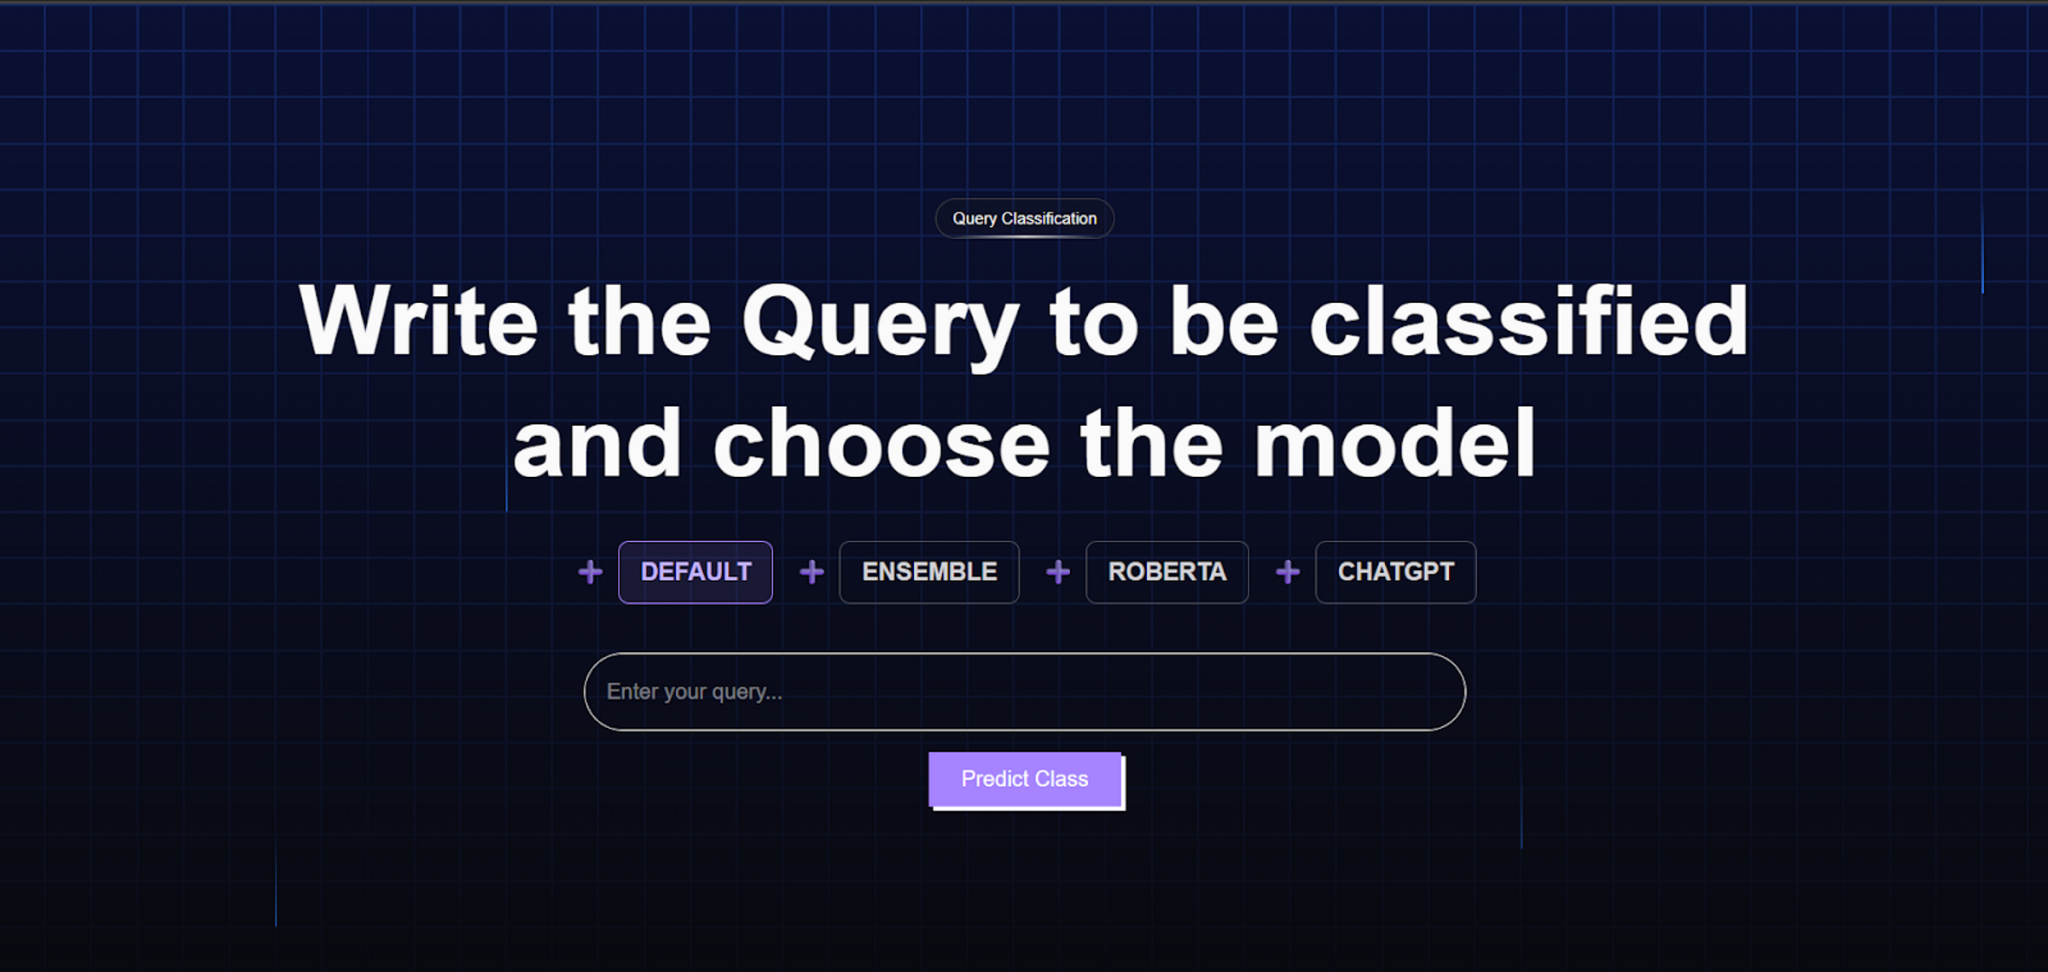 Query Classification
Write the Query to be classified
and choose the model
+ DEFAULT + ENSEMBLE + ROBERTA + CHATGPT
Enter your query...
Predict Class